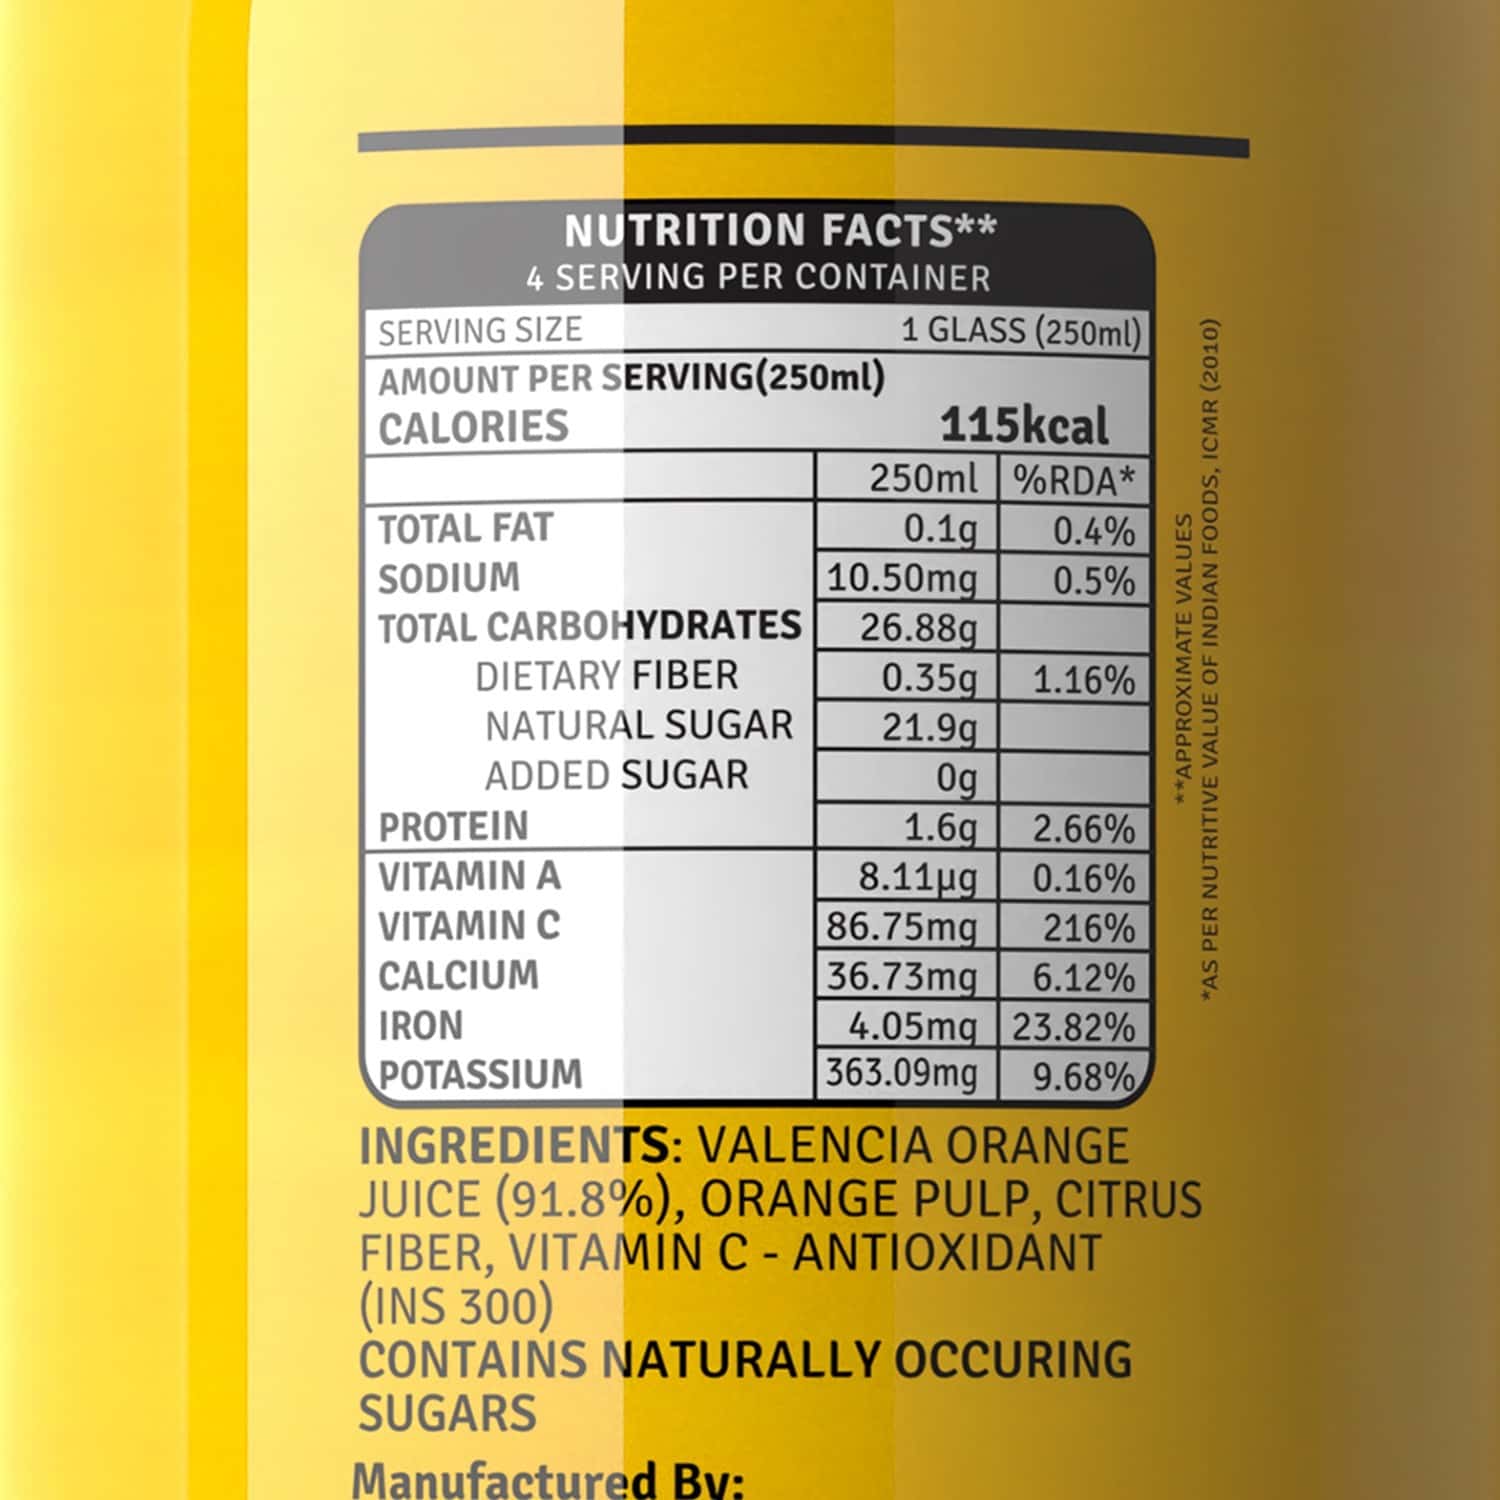 NUTRITION FACTS**
4 SERVING PER CONTAINER
SERVING SIZE 1 GLASS (250ml)
AMOUNT PER SERVING(250ml)
CALORIES 115kcal
250ml %RDA*
TOTAL FAT 0.1g 0.4%
SODIUM 10.50mg 0.5%
TOTAL CARBOHYDRATES 26.88g
DIETARY FIBER 0.35g 1.16%
NATURAL SUGAR 21.9g
ADDED SUGAR 0g
PROTEIN 1.6g 2.66%
VITAMIN A 8.11µg 0.16%
VITAMIN C 86.75mg 216%
CALCIUM 36.73mg 6.12%
IRON 4.05mg 23.82%
POTASSIUM 363.09mg 9.68%
**APPROXIMATE VALUES
*AS PER NUTRITIVE VALUE OF INDIAN FOODS, ICMR (2010)
INGREDIENTS: VALENCIA ORANGE
JUICE (91.8%), ORANGE PULP, CITRUS
FIBER, VITAMIN C - ANTIOXIDANT
(INS 300)
CONTAINS NATURALLY OCCURING
SUGARS
Manufactured By: